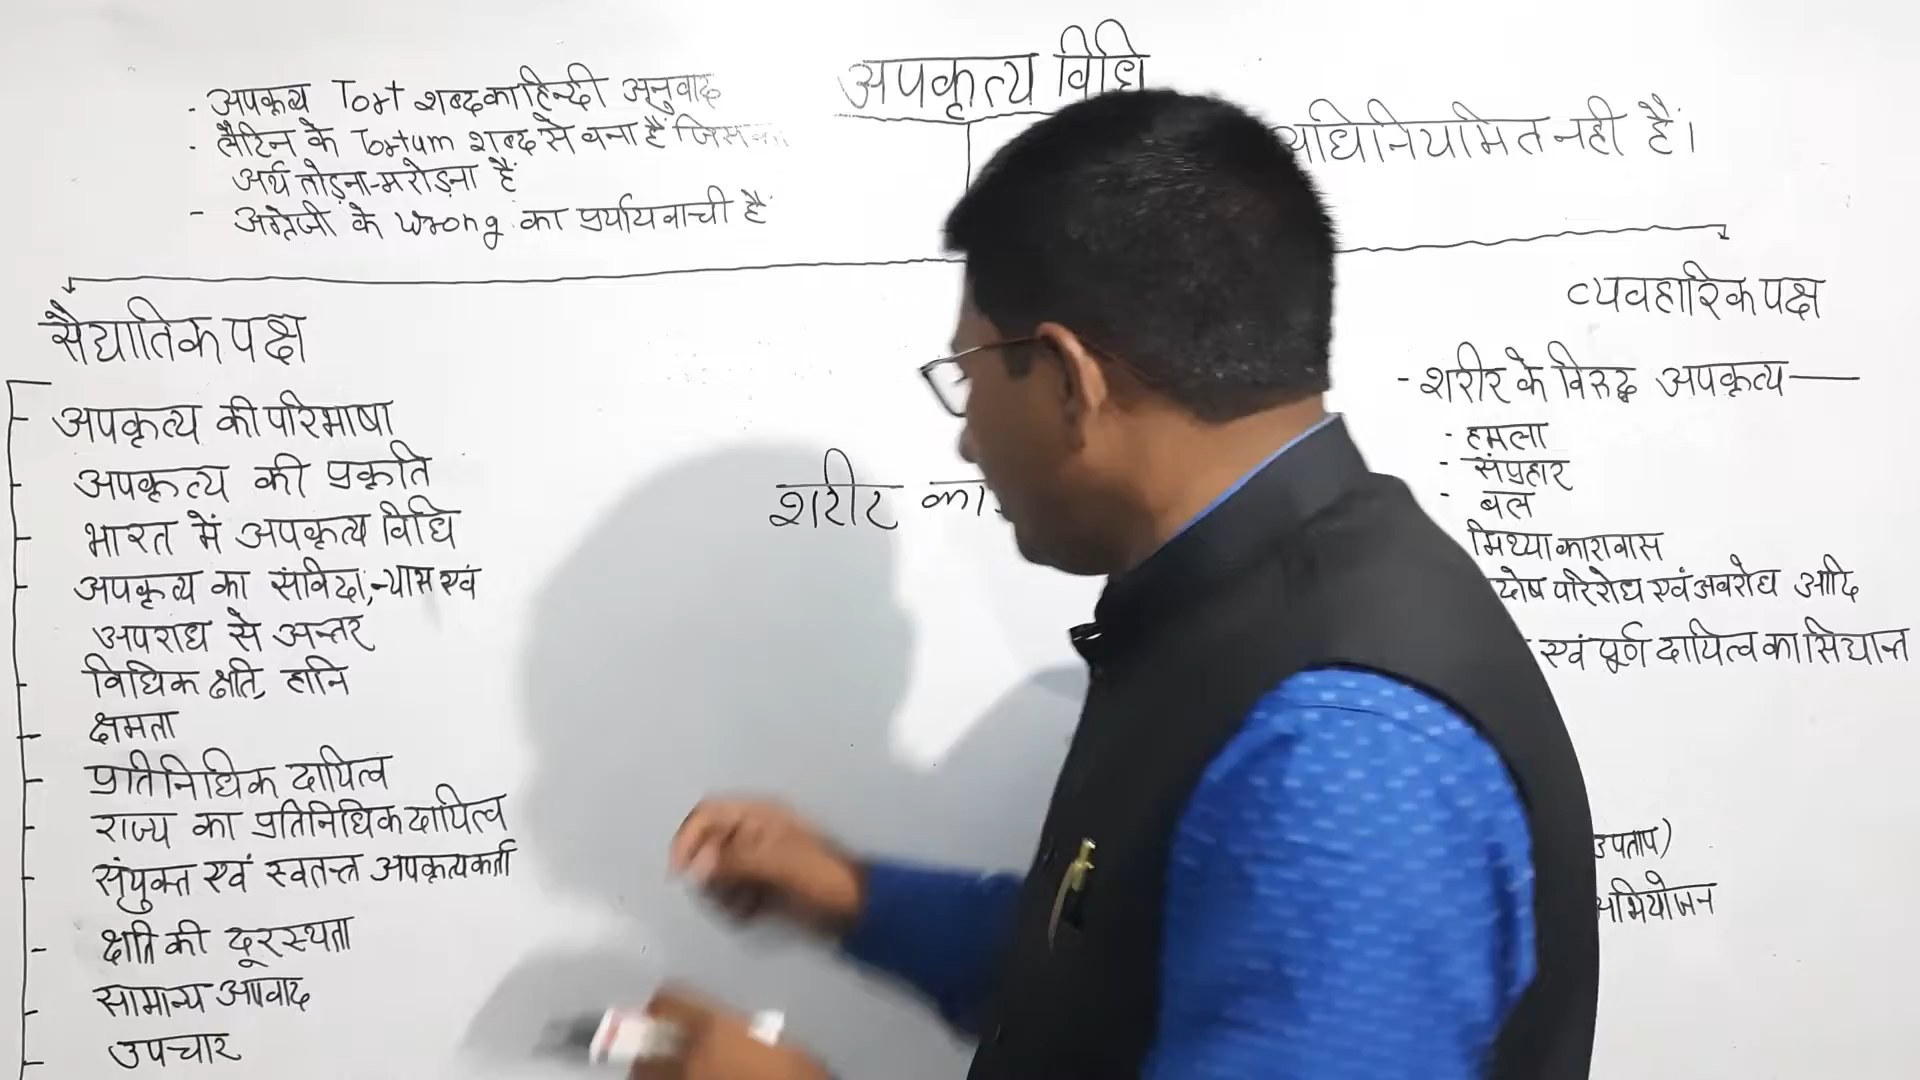 अपकृत्य विधि
- अपकृत्य Tort शब्द का हिन्दी अनुवाद
- लैटिन के Tortum शब्द से बना है जिसका
अर्थ तोड़ना-मरोड़ना है
- अंग्रेजी के wrong का पर्यायवाची है
नही है।
सैद्यातिक पक्ष
अपकृत्य की परिभाषा
अपकृत्य की प्रकृति
भारत में अपकृत्य विधि
अपकृत्य का संविदा, न्यास एवं
अपराध से अन्तर
विधिक क्षति, हानि
क्षमता
प्रतिनिधिक दायित्व
राज्य का प्रतिनिधिक दायित्व
संयुक्त एवं स्वतन्त्र अपकृत्यकर्ता
क्षति की दूरस्थता
सामान्य अपवाद
उपचार
शरीर का
व्यवहारिक पक्ष
- शरीर के विरुद्ध अपकृत्य —
- हमला
- संप्रहार
- बल
मिथ्या कारावास
दोष परिरोध एवं अवरोध आदि
एवं पूर्ण दायित्व का सिद्यान्त
उपताप)
अभियोजन